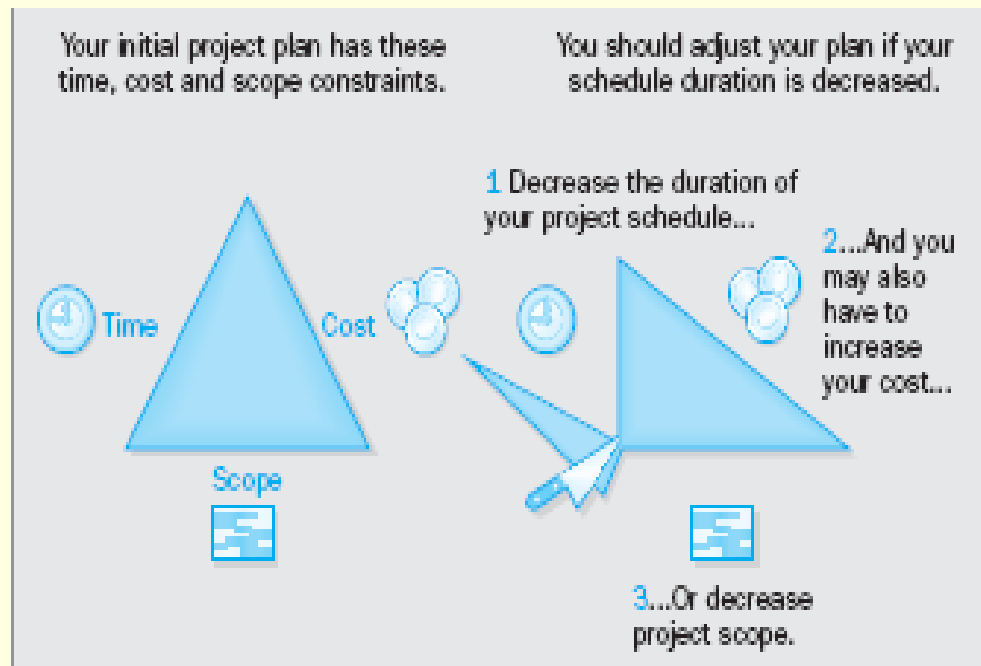 Your initial project plan has these
time, cost and scope constraints.
You should adjust your plan if your
schedule duration is decreased.
1 Decrease the duration of
your project schedule...
2...And you
may also
have to
increase
your cost...
Time
Cost
Scope
3...Or decrease
project scope.